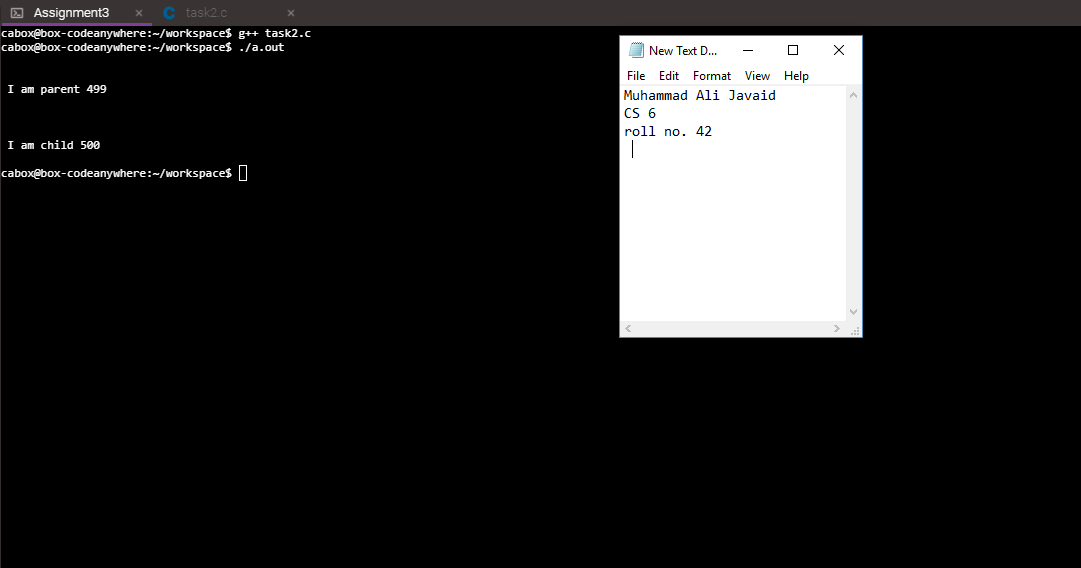 Assignment3 × task2.c ×
cabox@box-codeanywhere:~/workspace$ g++ task2.c
cabox@box-codeanywhere:~/workspace$ ./a.out
I am parent 499
I am child 500
cabox@box-codeanywhere:~/workspace$
New Text D...
File Edit Format View Help
Muhammad Ali Javaid
CS 6
roll no. 42